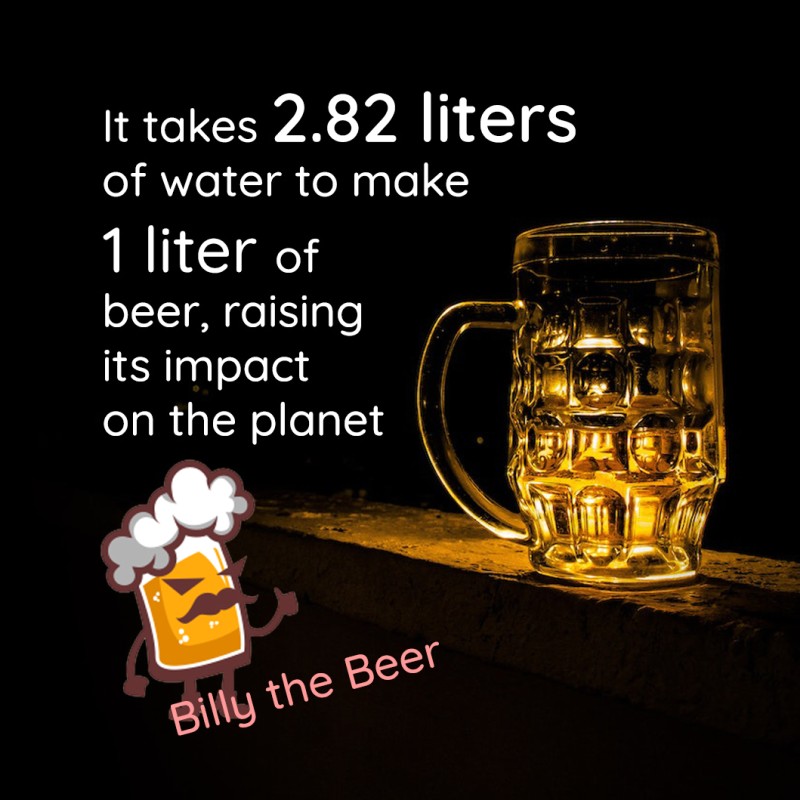 It takes 2.82 liters
of water to make
1 liter of
beer, raising
its impact
on the planet
Billy the Beer